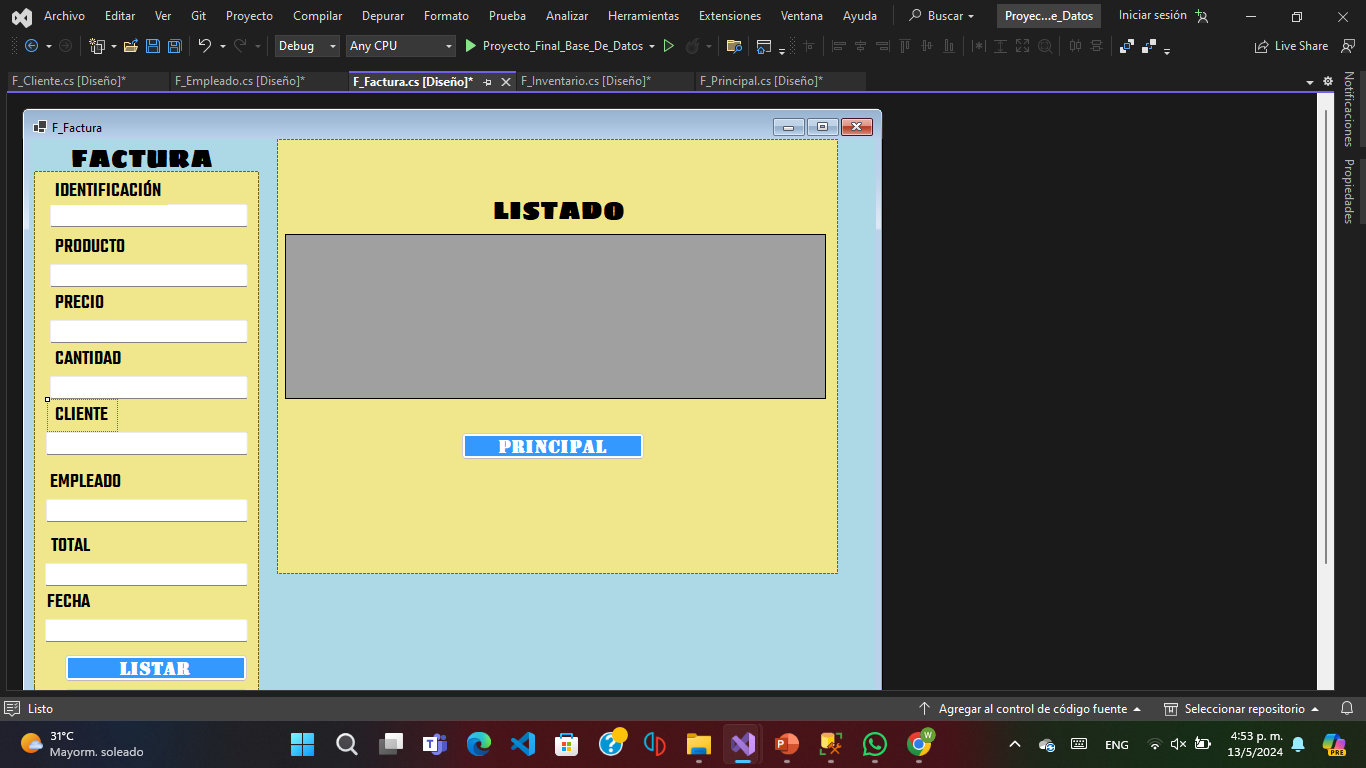 Archivo Editar Ver Git Proyecto Compilar Depurar Formato Prueba Analizar Herramientas Extensiones Ventana Ayuda Buscar Proyec...e_Datos Iniciar sesión
Debug Any CPU Proyecto_Final_Base_De_Datos Live Share
F_Cliente.cs [Diseño]* F_Empleado.cs [Diseño]* F_Factura.cs [Diseño]* F_Inventario.cs [Diseño]* F_Principal.cs [Diseño]*
Notificaciones
Propiedades
F_Factura
FACTURA
IDENTIFICACIÓN
PRODUCTO
PRECIO
CANTIDAD
CLIENTE
EMPLEADO
TOTAL
FECHA
LISTAR
LISTADO
PRINCIPAL
Listo Agregar al control de código fuente Seleccionar repositorio
31°C
Mayorm. soleado
W
ENG
4:53 p. m.
13/5/2024
PRE